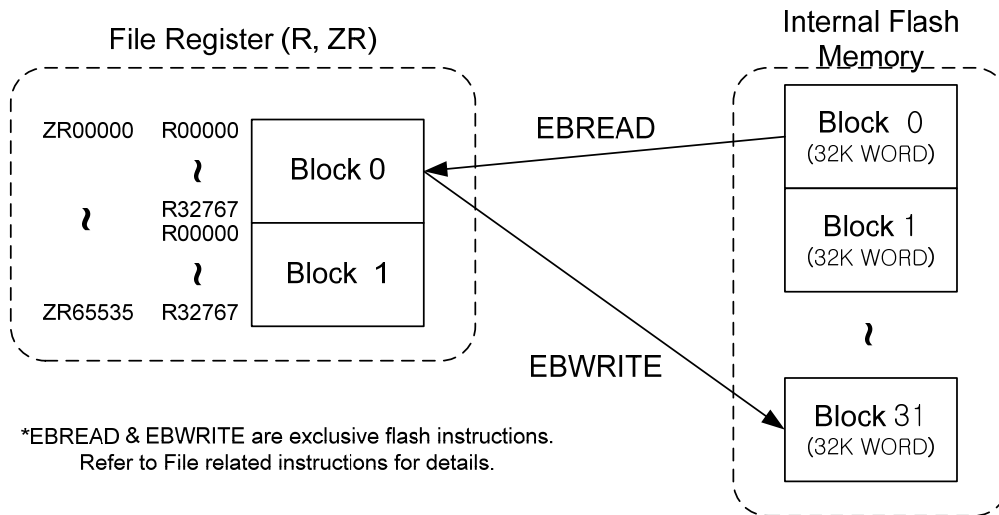 File Register (R, ZR)
ZR00000 R00000
~
R32767
~
R00000
~
ZR65535 R32767
Block 0
Block 1
EBREAD
EBWRITE
Internal Flash
Memory
Block 0
(32K WORD)
Block 1
(32K WORD)
~
Block 31
(32K WORD)
*EBREAD & EBWRITE are exclusive flash instructions.
Refer to File related instructions for details.